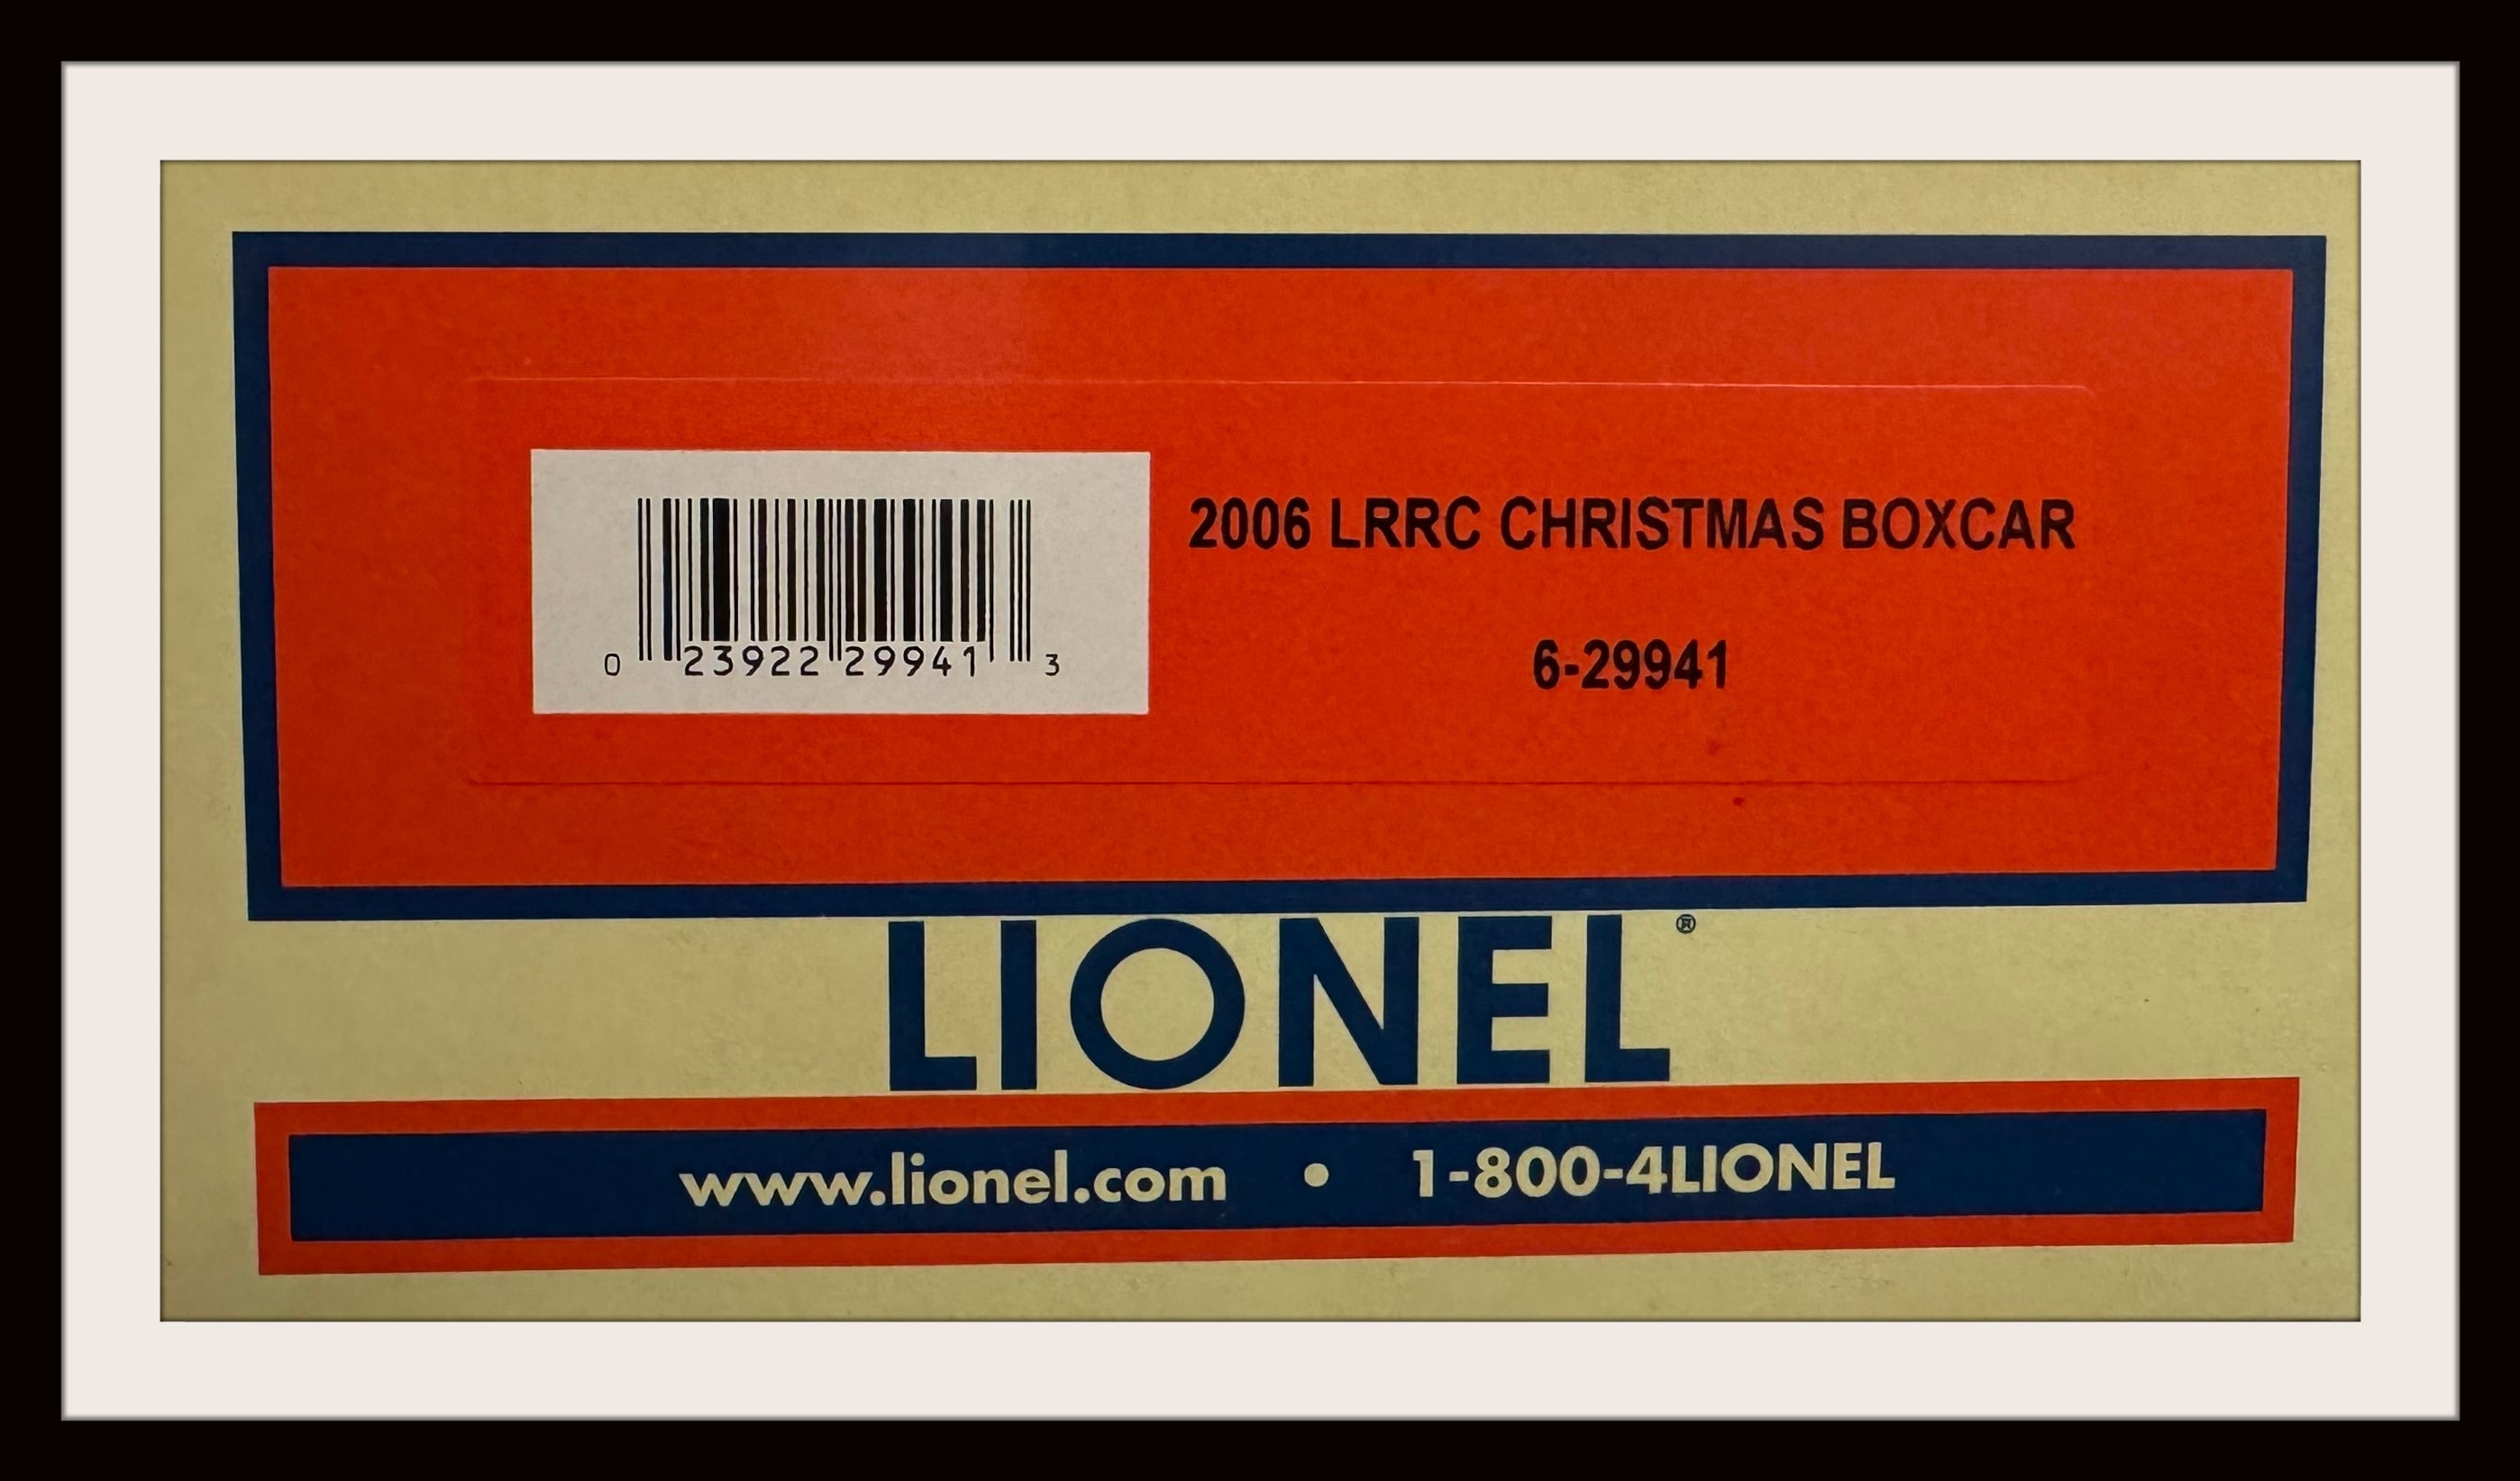 2006 LRRC CHRISTMAS BOXCAR
6-29941
0 23922 29941 3
LIONEL®
www.lionel.com • 1-800-4LIONEL